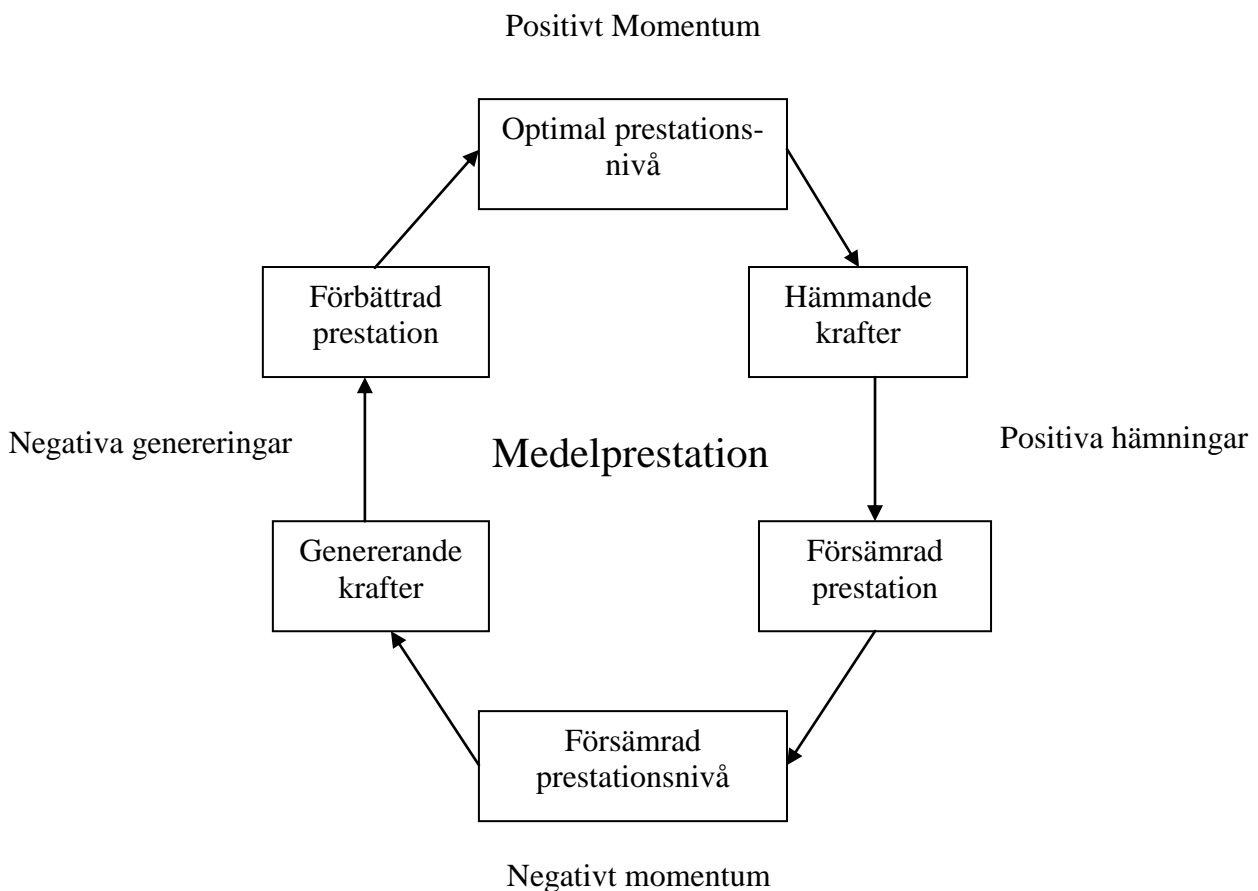 Positivt Momentum
Optimal prestations-
nivå
Förbättrad
prestation
Hämmande
krafter
Negativa genereringar
Medelprestation
Positiva hämningar
Genererande
krafter
Försämrad
prestation
Försämrad
prestationsnivå
Negativt momentum